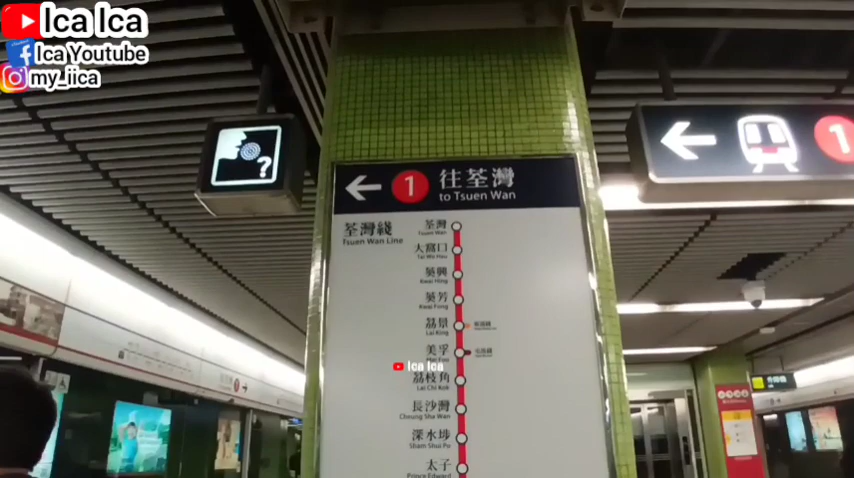 Ica Ica
Ica Youtube
my_iica
?
1 往荃灣
to Tsuen Wan
1
荃灣綫
Tsuen Wan Line
荃灣
Tsuen Wan
大窩口
Tai Wo Hau
葵興
Kwai Hing
葵芳
Kwai Fong
荔景
Lai King
美孚
Ica Ica
荔枝角
Lai Chi Kok
長沙灣
Cheung Sha Wan
深水埗
Sham Shui Po
太子
Prince Edward